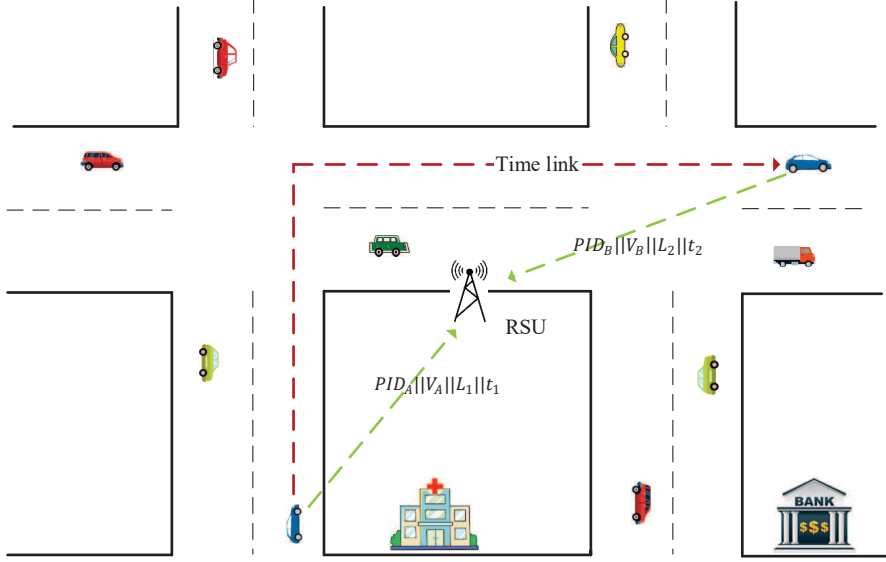 Time link
PID_B||V_B||L_2||t_2
RSU
PID_A||V_A||L_1||t_1
BANK
$$$